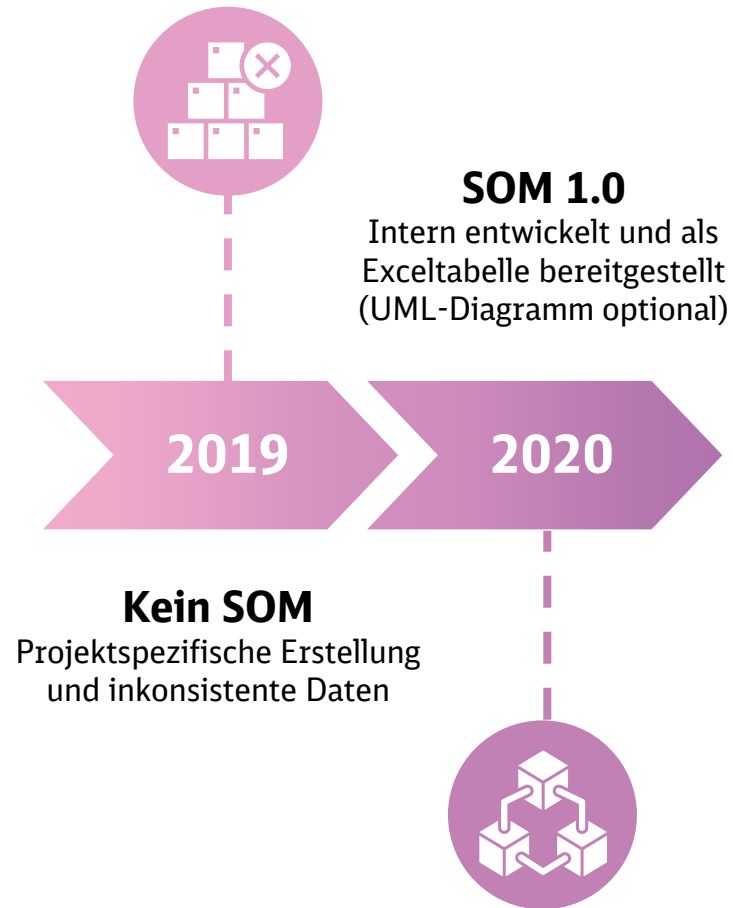 SOM 1.0
Intern entwickelt und als
Exceltabelle bereitgestellt
(UML-Diagramm optional)
2019
2020
Kein SOM
Projektspezifische Erstellung
und inkonsistente Daten